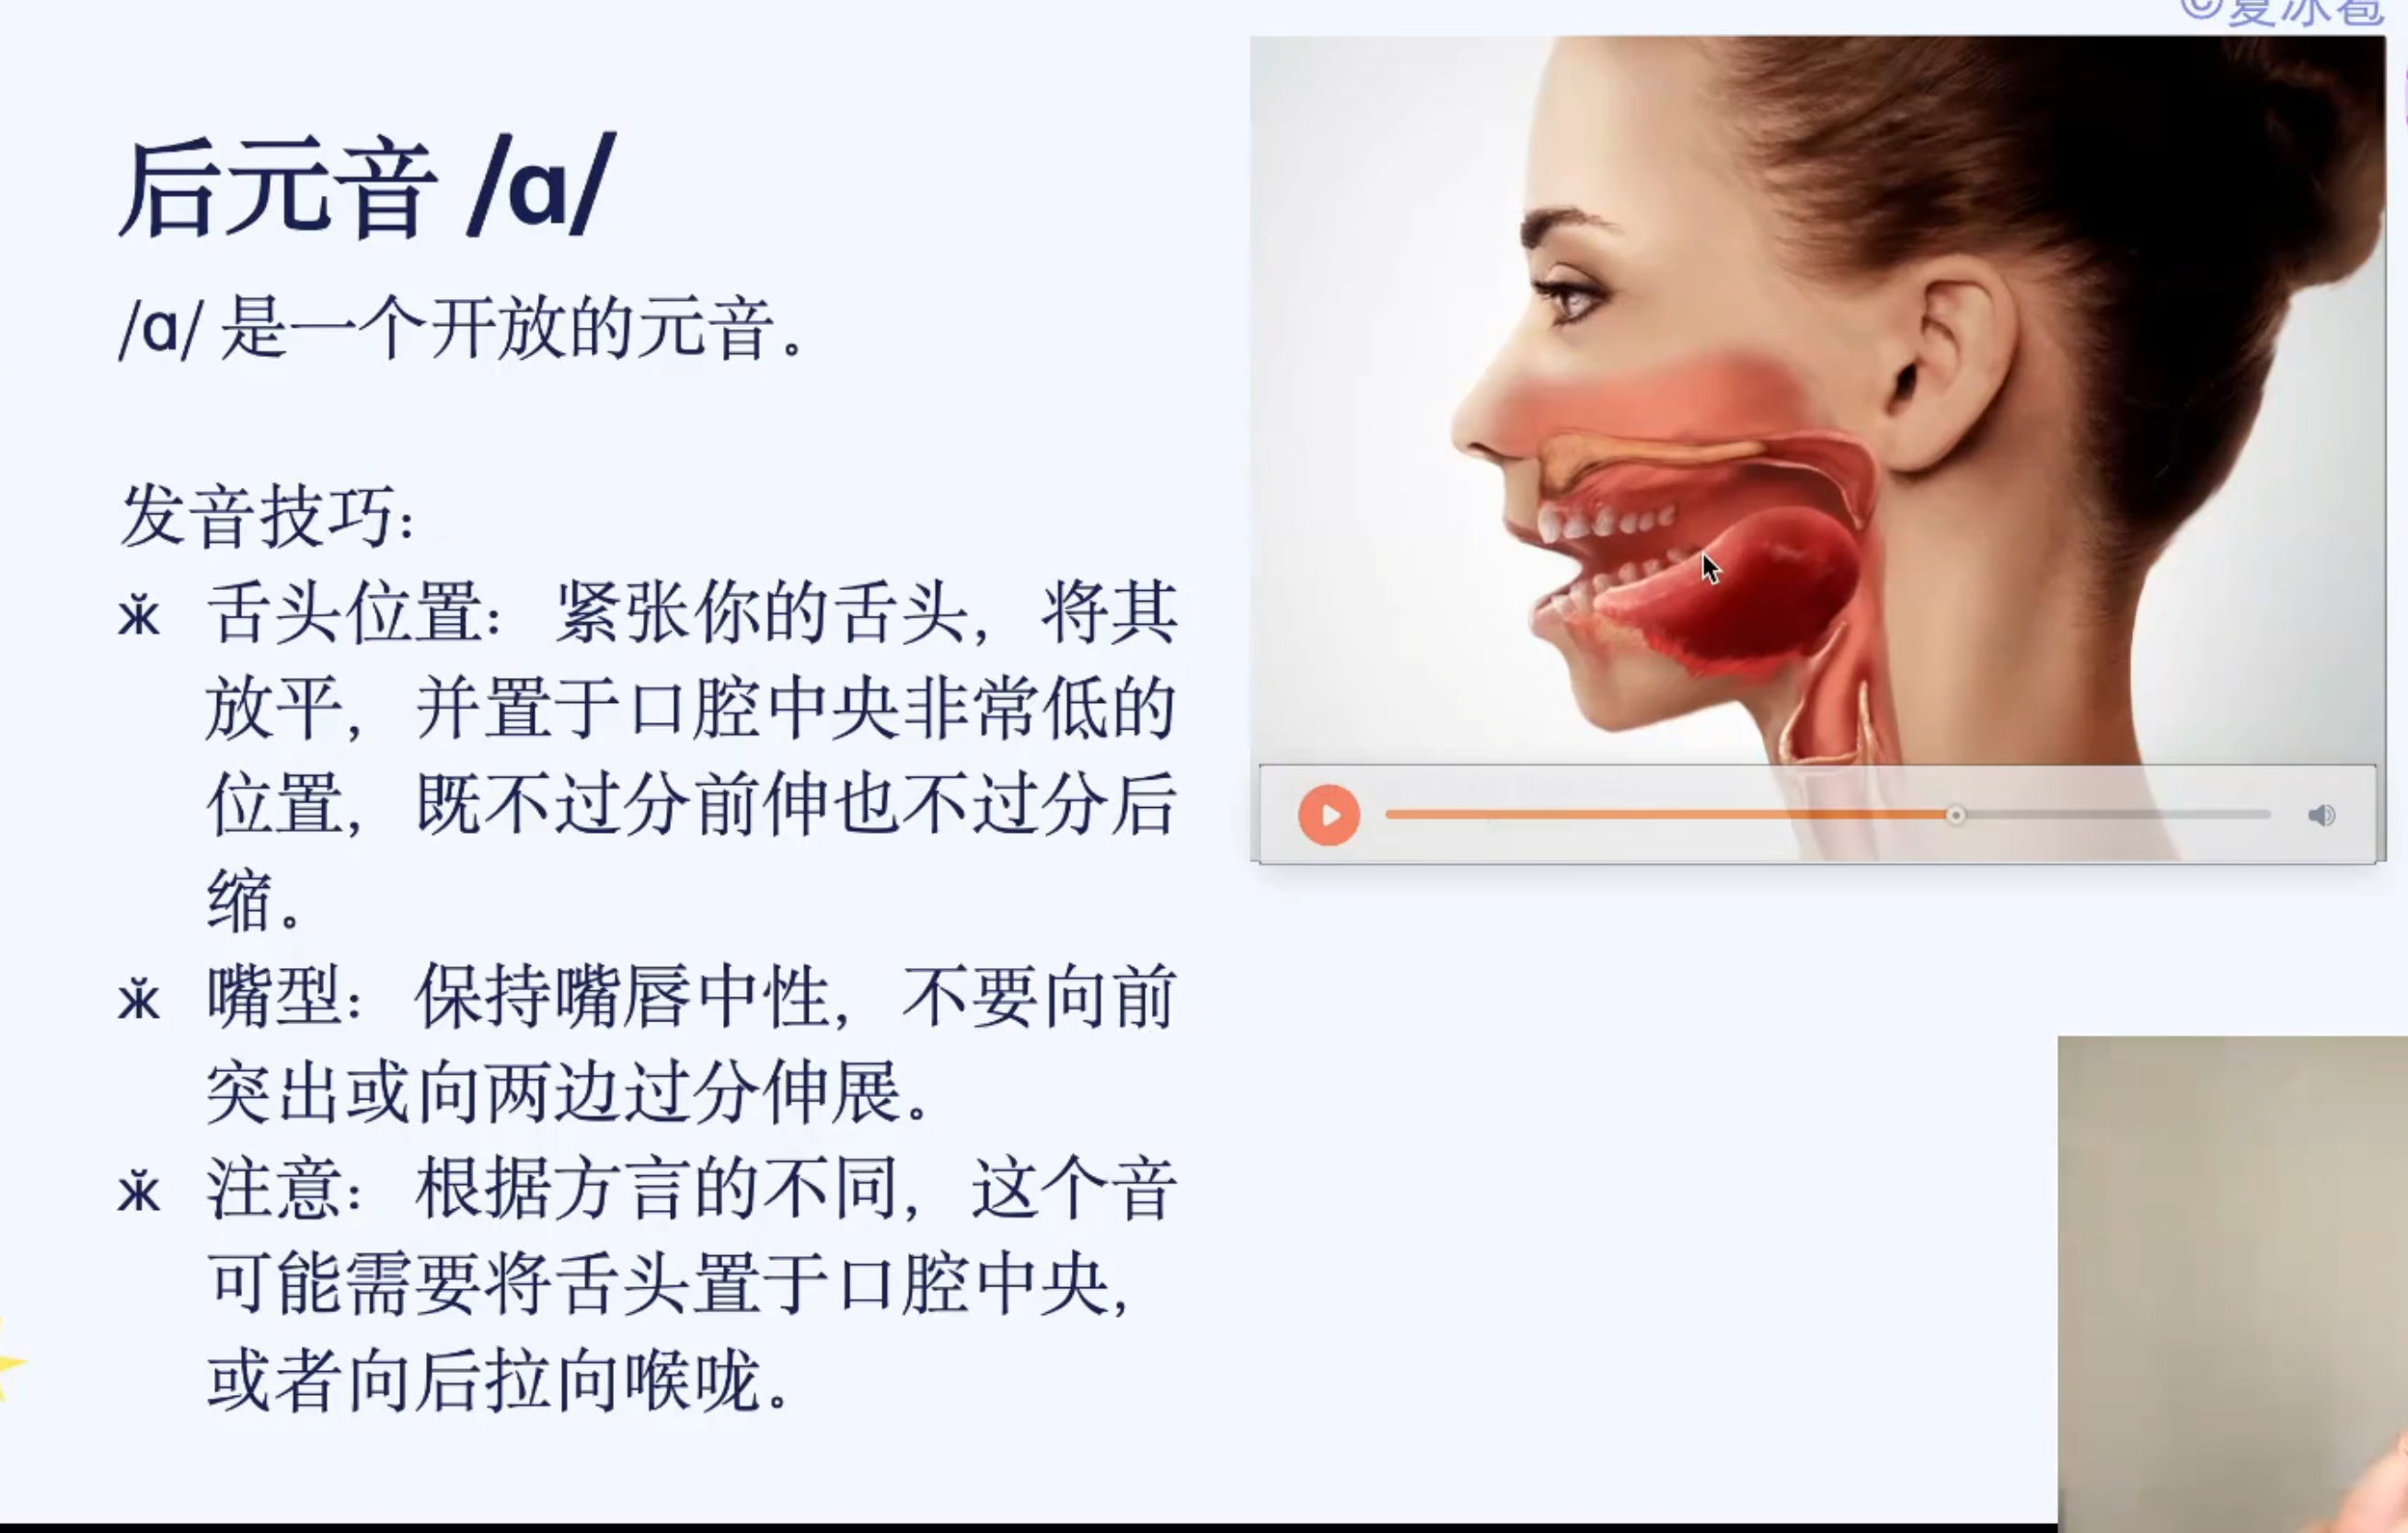 ©夏冰雹
后元音 /ɑ/
/ɑ/ 是一个开放的元音。
发音技巧：
ӂ 舌头位置：紧张你的舌头，将其
放平，并置于口腔中央非常低的
位置，既不过分前伸也不过分后
缩。
ӂ 嘴型：保持嘴唇中性，不要向前
突出或向两边过分伸展。
ӂ 注意：根据方言的不同，这个音
可能需要将舌头置于口腔中央，
或者向后拉向喉咙。